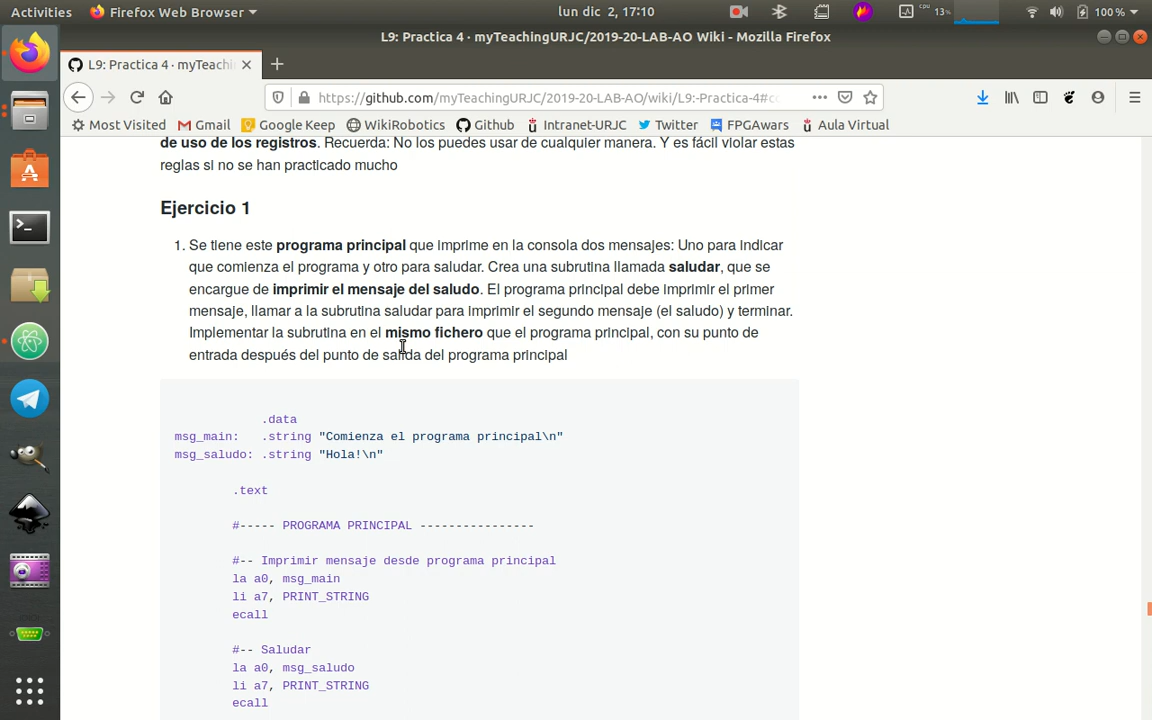 Activities Firefox Web Browser lun dic 2, 17:10 cpu 13% 100 %
L9: Practica 4 · myTeachingURJC/2019-20-LAB-AO Wiki - Mozilla Firefox
L9: Practica 4 · myTeachi
https://github.com/myTeachingURJC/2019-20-LAB-AO/wiki/L9:-Practica-4#co
Most Visited Gmail Google Keep WikiRobotics Github Intranet-URJC Twitter FPGAwars Aula Virtual
de uso de los registros. Recuerda: No los puedes usar de cualquier manera. Y es fácil violar estas
reglas si no se han practicado mucho
Ejercicio 1
1. Se tiene este programa principal que imprime en la consola dos mensajes: Uno para indicar
que comienza el programa y otro para saludar. Crea una subrutina llamada saludar, que se
encargue de imprimir el mensaje del saludo. El programa principal debe imprimir el primer
mensaje, llamar a la subrutina saludar para imprimir el segundo mensaje (el saludo) y terminar.
Implementar la subrutina en el mismo fichero que el programa principal, con su punto de
entrada después del punto de salida del programa principal
.data
msg_main: .string "Comienza el programa principal\n"
msg_saludo: .string "Hola!\n"
.text
#----- PROGRAMA PRINCIPAL ----------------
#-- Imprimir mensaje desde programa principal
la a0, msg_main
li a7, PRINT_STRING
ecall
#-- Saludar
la a0, msg_saludo
li a7, PRINT_STRING
ecall